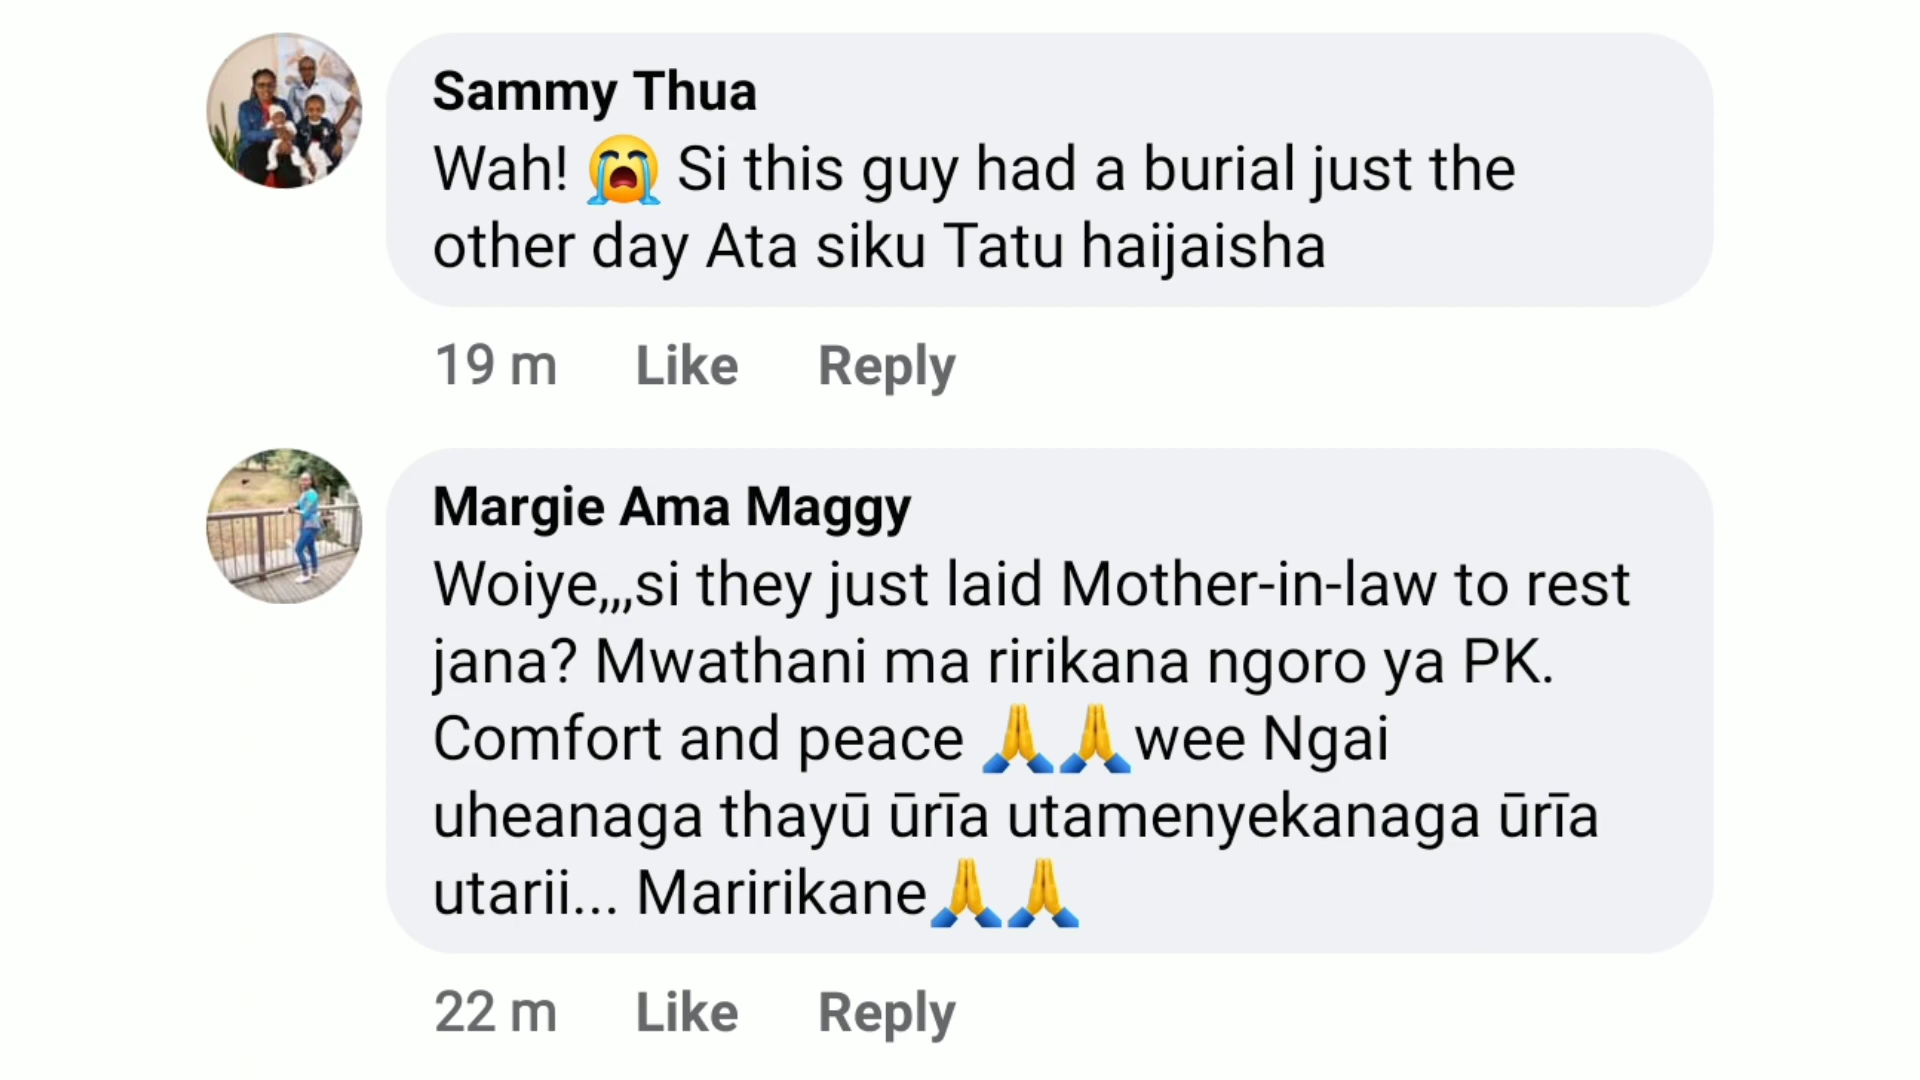 Sammy Thua
Wah! 😭 Si this guy had a burial just the
other day Ata siku Tatu haijaisha
19 m Like Reply
Margie Ama Maggy
Woiye,,,si they just laid Mother-in-law to rest
jana? Mwathani ma ririkana ngoro ya PK.
Comfort and peace 🙏🙏wee Ngai
uheanaga thayū ūrīa utamenyekanaga ūrīa
utarii... Maririkane🙏🙏
22 m Like Reply